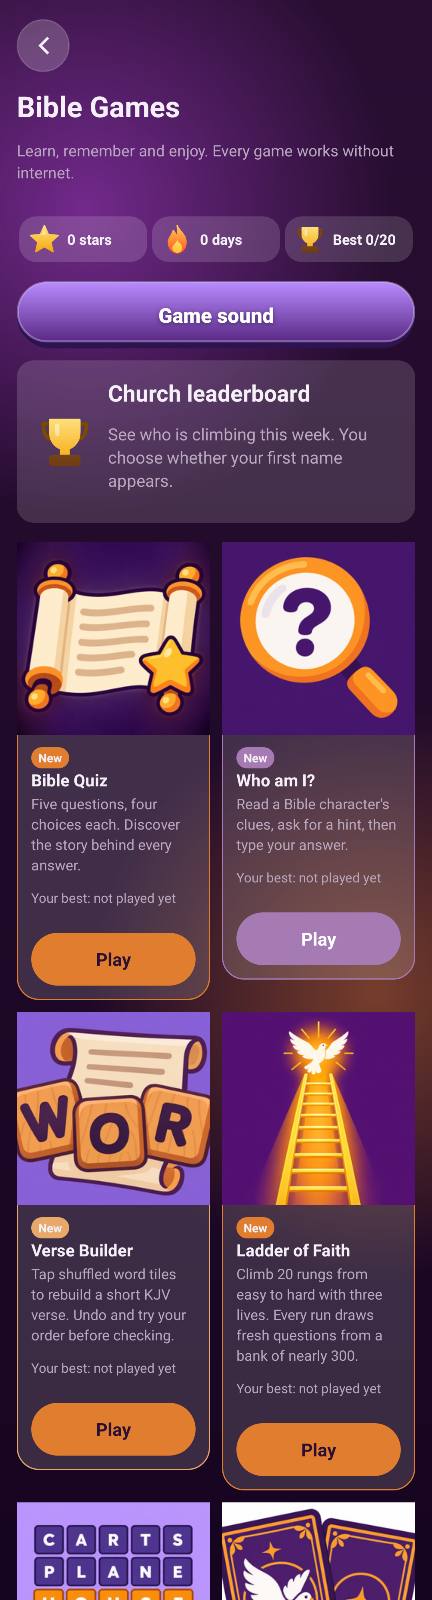 Bible Games
Learn, remember and enjoy. Every game works without
internet.
0 stars
0 days
Best 0/20
Game sound
Church leaderboard
See who is climbing this week. You
choose whether your first name
appears.
?
New
Bible Quiz
Five questions, four
choices each. Discover
the story behind every
answer.
Your best: not played yet
Play
New
Who am I?
Read a Bible character's
clues, ask for a hint, then
type your answer.
Your best: not played yet
Play
W O R
New
Verse Builder
Tap shuffled word tiles
to rebuild a short KJV
verse. Undo and try your
order before checking.
Your best: not played yet
Play
New
Ladder of Faith
Climb 20 rungs from
easy to hard with three
lives. Every run draws
fresh questions from a
bank of nearly 300.
Your best: not played yet
Play
C A R T S
P L A N E